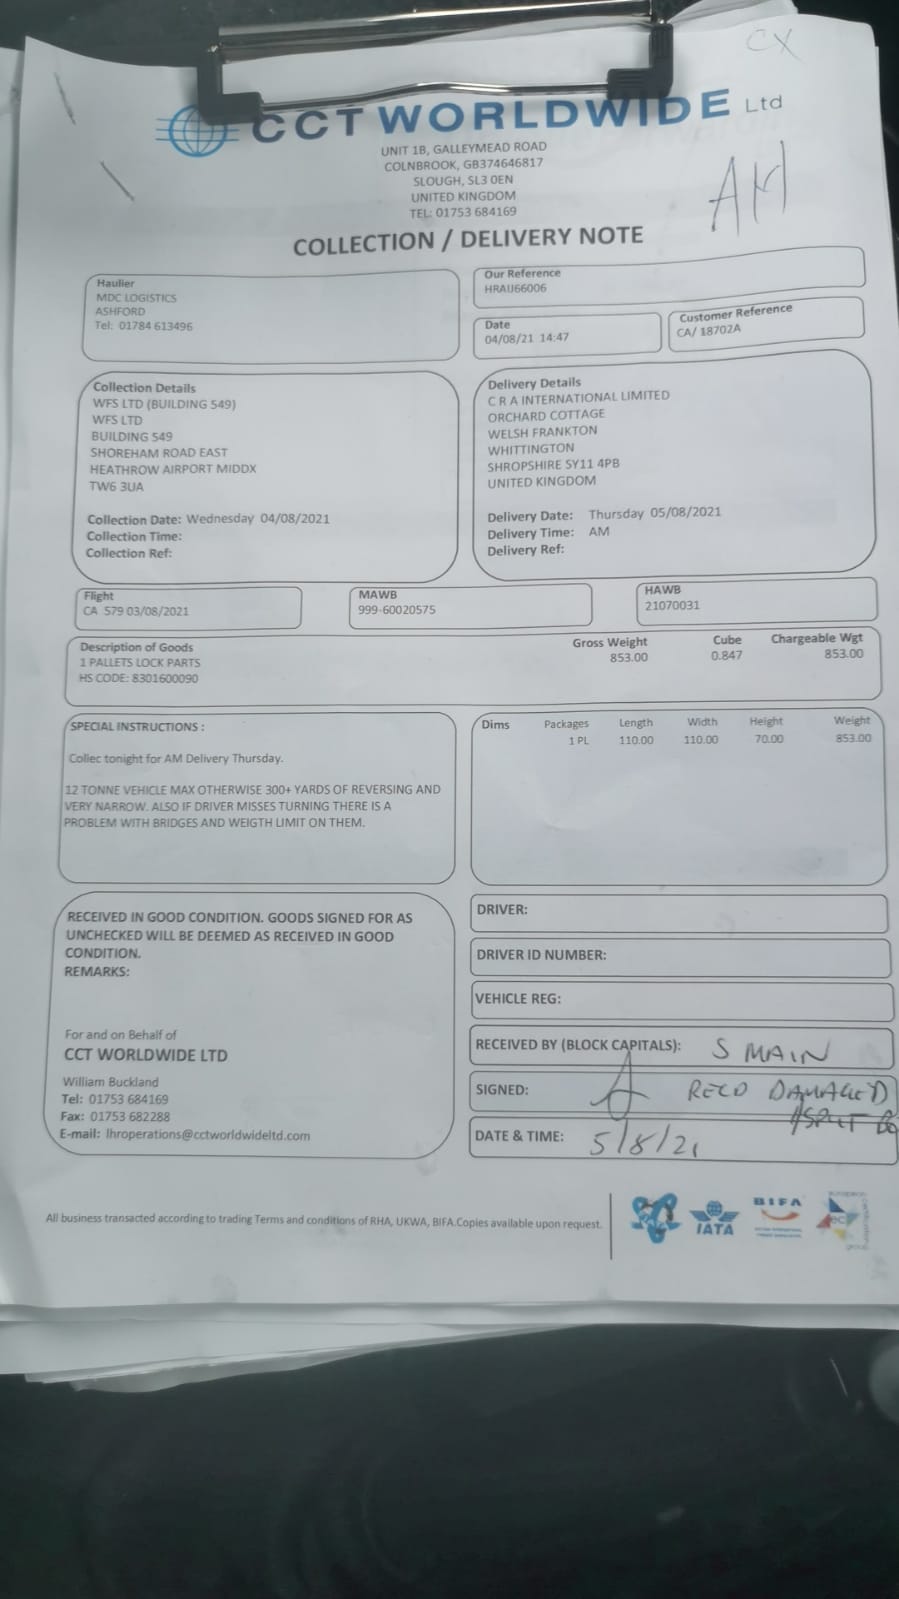 CX
CCT WORLDWIDE Ltd
UNIT 1B, GALLEYMEAD ROAD
COLNBROOK, GB374646817
SLOUGH, SL3 0EN
UNITED KINGDOM
TEL: 01753 684169
AM
COLLECTION / DELIVERY NOTE
Haulier
MDC LOGISTICS
ASHFORD
Tel: 01784 613496
Our Reference
HRAU66006
Date
04/08/21 14:47
Customer Reference
CA/ 18702A
Collection Details
WFS LTD (BUILDING 549)
WFS LTD
BUILDING 549
SHOREHAM ROAD EAST
HEATHROW AIRPORT MIDDX
TW6 3UA
Collection Date: Wednesday 04/08/2021
Collection Time:
Collection Ref:
Delivery Details
C R A INTERNATIONAL LIMITED
ORCHARD COTTAGE
WELSH FRANKTON
WHITTINGTON
SHROPSHIRE SY11 4PB
UNITED KINGDOM
Delivery Date: Thursday 05/08/2021
Delivery Time: AM
Delivery Ref:
Flight
CA 579 03/08/2021
MAWB
999-60020575
HAWB
21070031
Description of Goods Gross Weight Cube Chargeable Wgt
1 PALLETS LOCK PARTS 853.00 0.847 853.00
HS CODE: 8301600090
SPECIAL INSTRUCTIONS :
Collec tonight for AM Delivery Thursday.
12 TONNE VEHICLE MAX OTHERWISE 300+ YARDS OF REVERSING AND
VERY NARROW. ALSO IF DRIVER MISSES TURNING THERE IS A
PROBLEM WITH BRIDGES AND WEIGTH LIMIT ON THEM.
Dims Packages Length Width Height Weight
1 PL 110.00 110.00 70.00 853.00
RECEIVED IN GOOD CONDITION. GOODS SIGNED FOR AS
UNCHECKED WILL BE DEEMED AS RECEIVED IN GOOD
CONDITION.
REMARKS:
For and on Behalf of
CCT WORLDWIDE LTD
William Buckland
Tel: 01753 684169
Fax: 01753 682288
E-mail: lhroperations@cctworldwideltd.com
DRIVER:
DRIVER ID NUMBER:
VEHICLE REG:
RECEIVED BY (BLOCK CAPITALS): S MAIN
SIGNED: RECD DAMAGED
/SPLIT
DATE & TIME: 5/8/21
All business transacted according to trading Terms and conditions of RHA, UKWA, BIFA.Copies available upon request.
IATA
BIFA